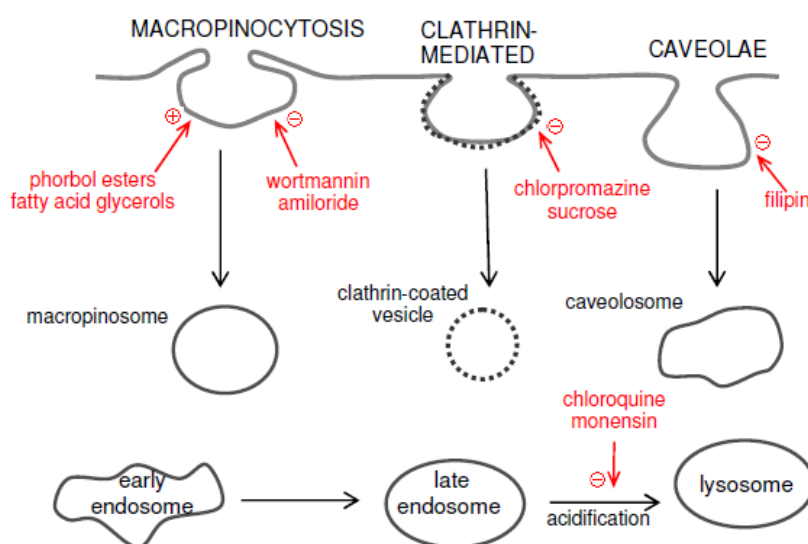 MACROPINOCYTOSIS
CLATHRIN-
MEDIATED
CAVEOLAE
⊕
⊖
⊖
⊖
phorbol esters
fatty acid glycerols
wortmannin
amiloride
chlorpromazine
sucrose
filipin
macropinosome
clathrin-coated
vesicle
caveolosome
chloroquine
monensin
⊖
early
endosome
late
endosome
acidification
lysosome